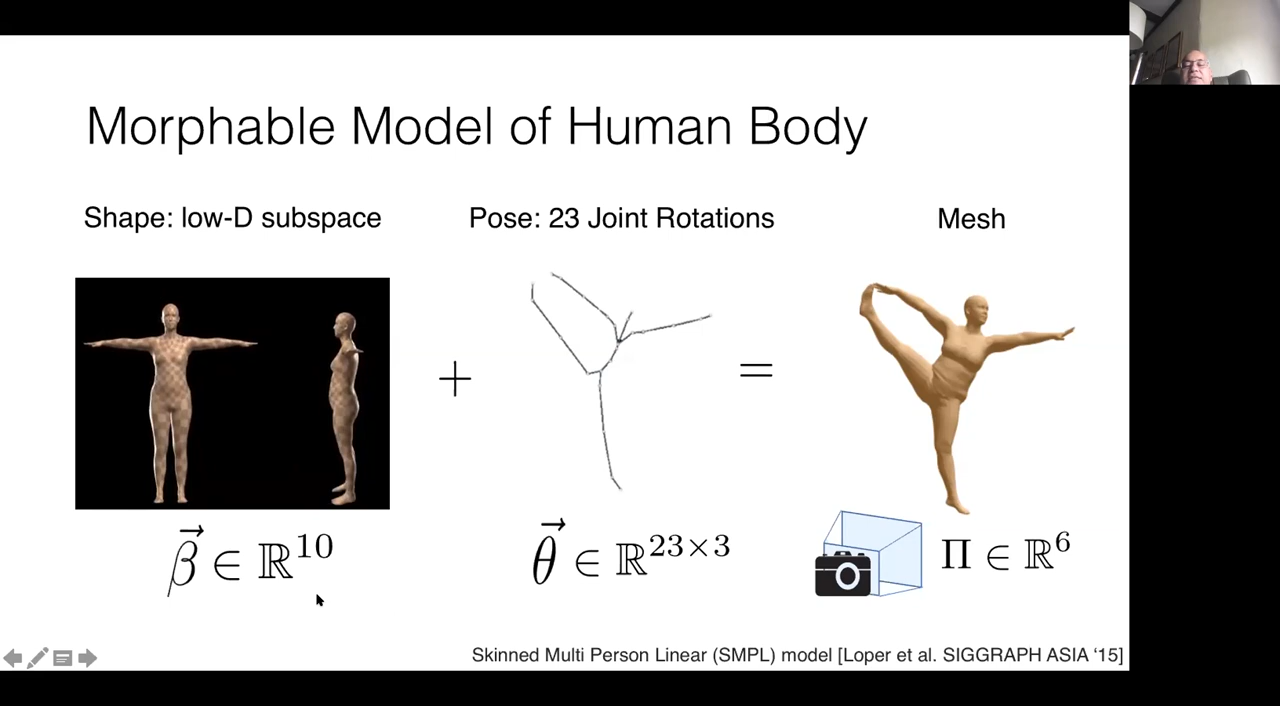 Morphable Model of Human Body
Shape: low-D subspace
Pose: 23 Joint Rotations
Mesh
+
=
β⃗ ∈ ℝ¹⁰
θ⃗ ∈ ℝ²³ˣ³
Π ∈ ℝ⁶
Skinned Multi Person Linear (SMPL) model [Loper et al. SIGGRAPH ASIA ‘15]